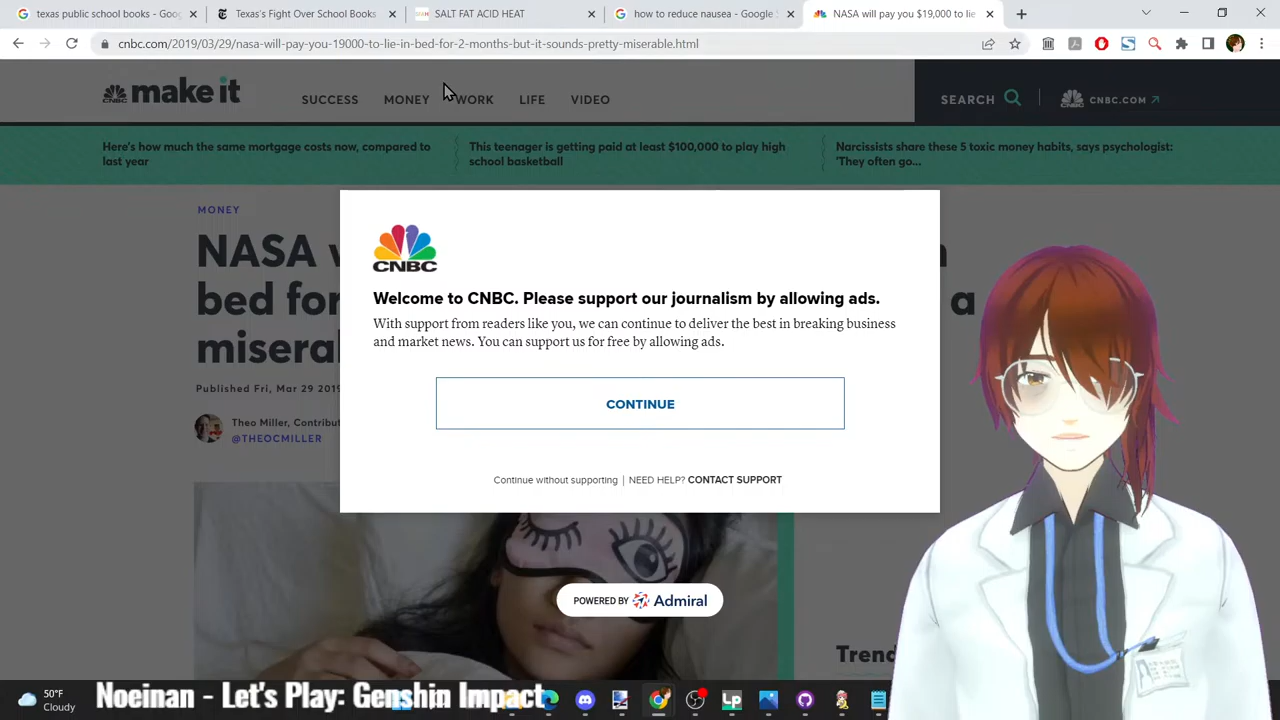 texas public school books - Goog
Texas's Fight Over School Books
SALT FAT ACID HEAT
how to reduce nausea - Google S
NASA will pay you $19,000 to lie
cnbc.com/2019/03/29/nasa-will-pay-you-19000-to-lie-in-bed-for-2-months-but-it-sounds-pretty-miserable.html
CNBC make it
SUCCESS
MONEY
WORK
LIFE
VIDEO
SEARCH
CNBC.COM
Here's how much the same mortgage costs now, compared to
last year
This teenager is getting paid at least $100,000 to play high
school basketball
Narcissists share these 5 toxic money habits, says psychologist:
'They often go...
MONEY
NASA
bed for a
miseral
Published Fri, Mar 29 2019
Theo Miller, Contribut
@THEOCMILLER
CNBC
Welcome to CNBC. Please support our journalism by allowing ads.
With support from readers like you, we can continue to deliver the best in breaking business
and market news. You can support us for free by allowing ads.
CONTINUE
Continue without supporting | NEED HELP? CONTACT SUPPORT
POWERED BY Admiral
Trend
50°F
Cloudy
Noeinan - Let's Play: Genshin Impact
LP